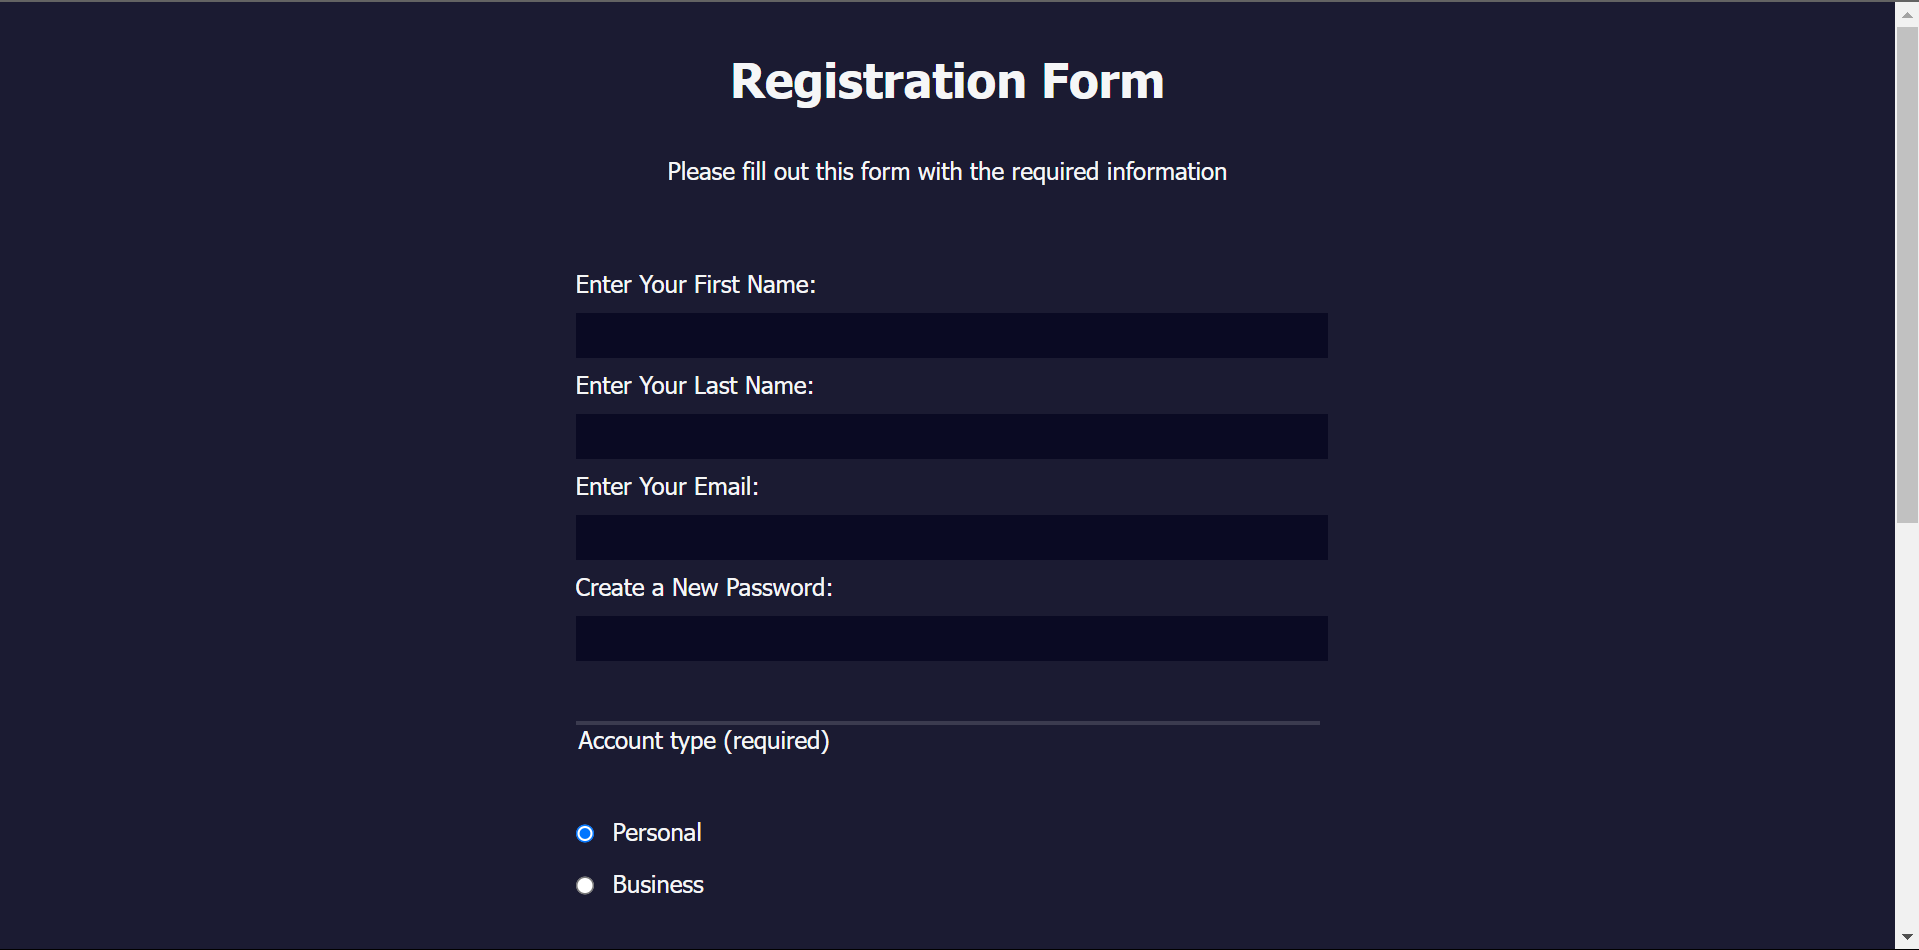 Registration Form
Please fill out this form with the required information
Enter Your First Name:
Enter Your Last Name:
Enter Your Email:
Create a New Password:
Account type (required)
Personal
Business